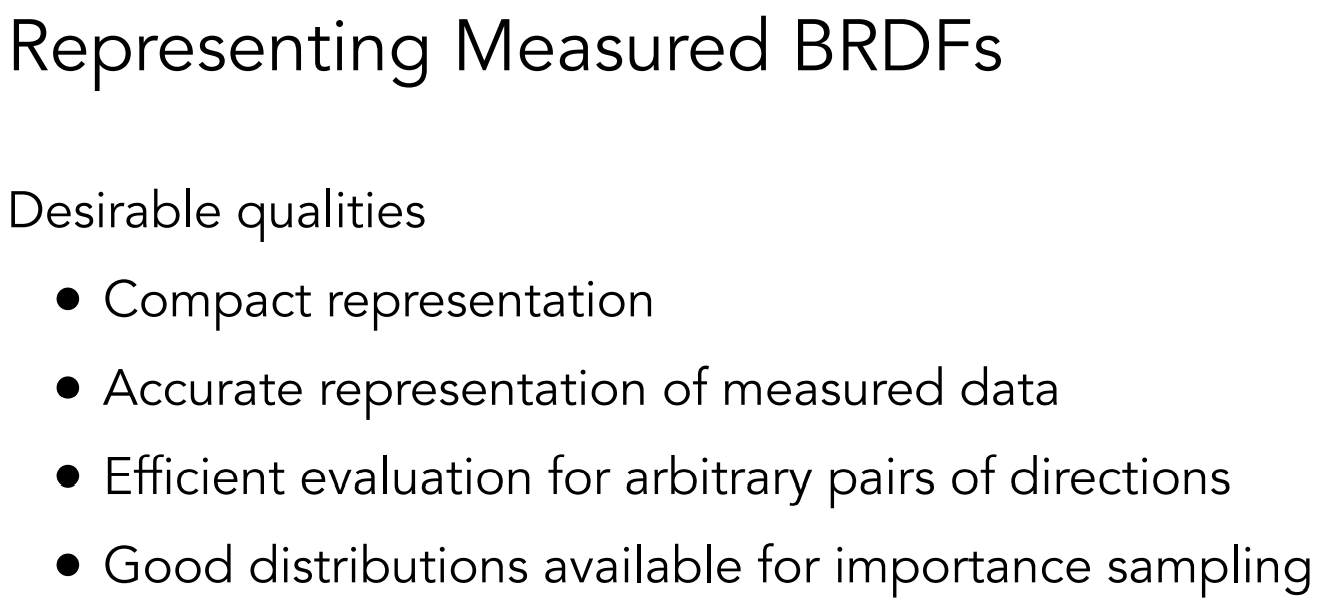 Representing Measured BRDFs
Desirable qualities
• Compact representation
• Accurate representation of measured data
• Efficient evaluation for arbitrary pairs of directions
• Good distributions available for importance sampling